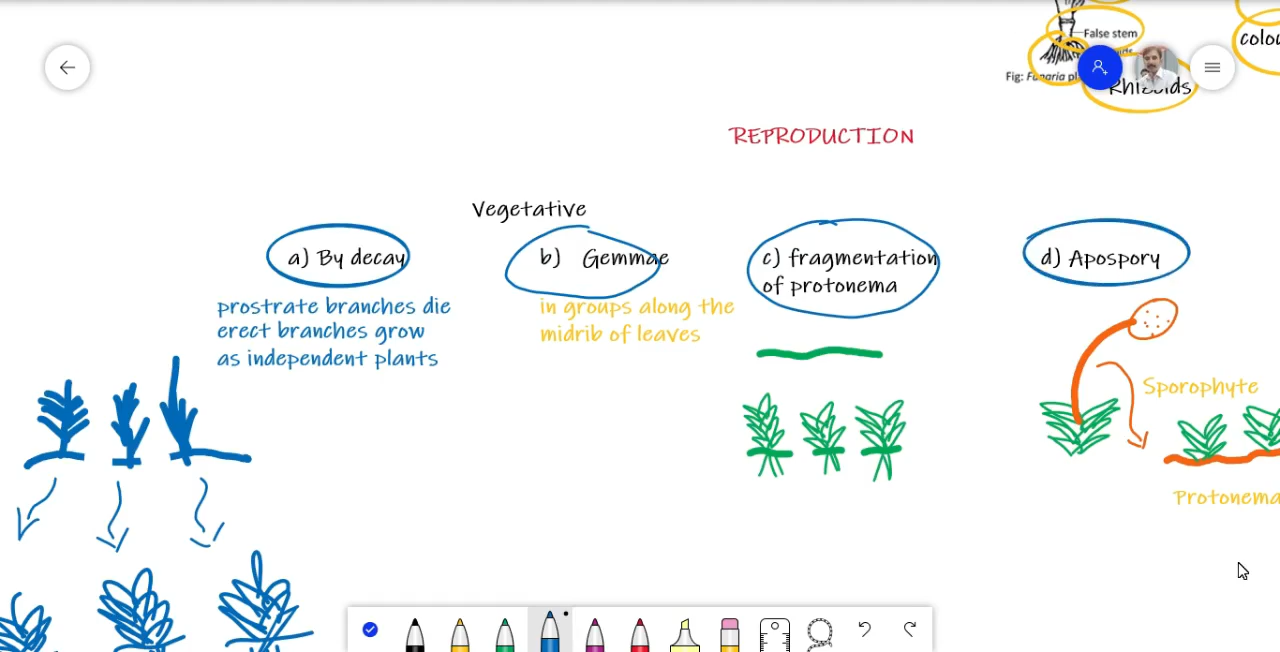 False stem
colou
Fig: Funaria pl
Rhizoids
REPRODUCTION
Vegetative
a) By decay
b) Gemmae
c) fragmentation
of protonema
d) Apospory
prostrate branches die
erect branches grow
as independent plants
in groups along the
midrib of leaves
Sporophyte
Protonema